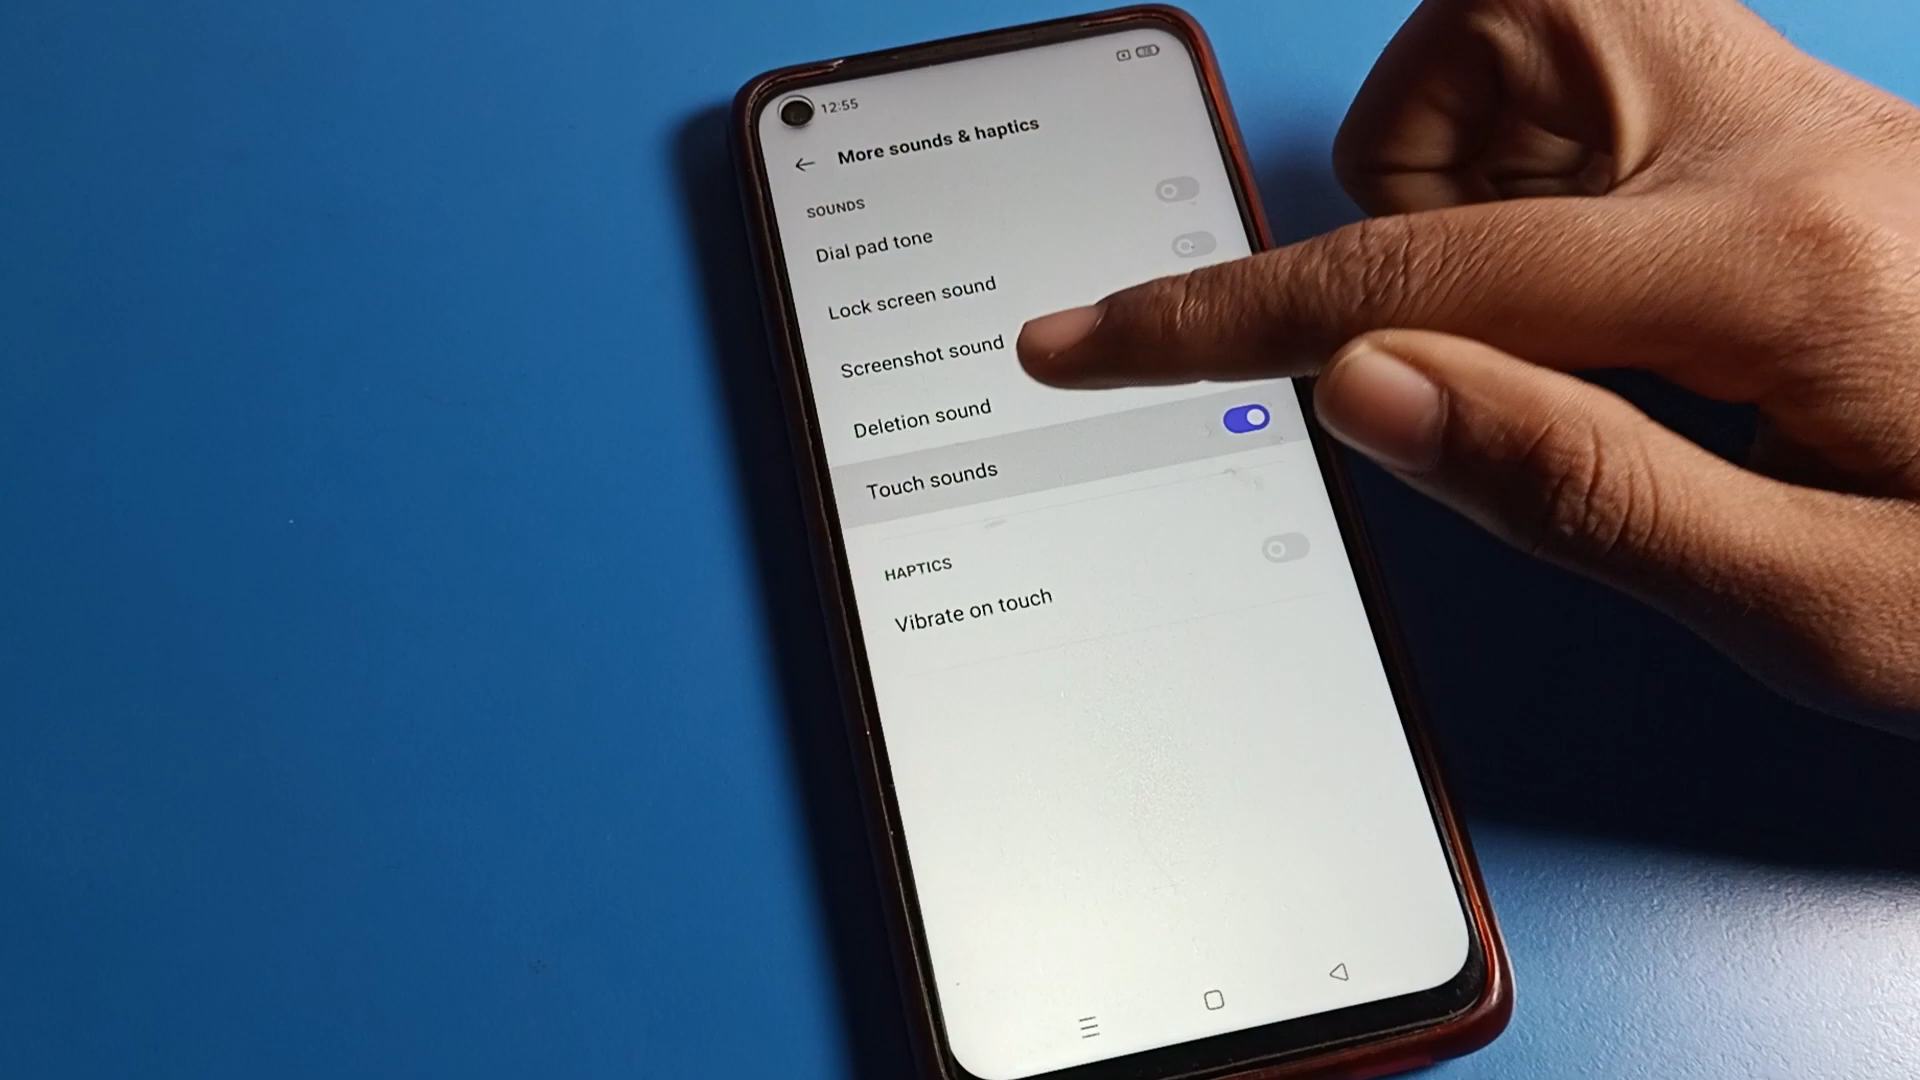 12:55
More sounds & haptics
SOUNDS
Dial pad tone
Lock screen sound
Screenshot sound
Deletion sound
Touch sounds
HAPTICS
Vibrate on touch